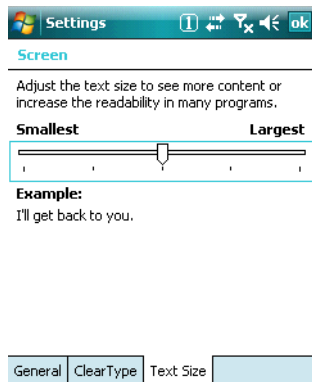 Settings 1 ok
Screen
Adjust the text size to see more content or
increase the readability in many programs.
Smallest Largest
Example:
I'll get back to you.
General ClearType Text Size